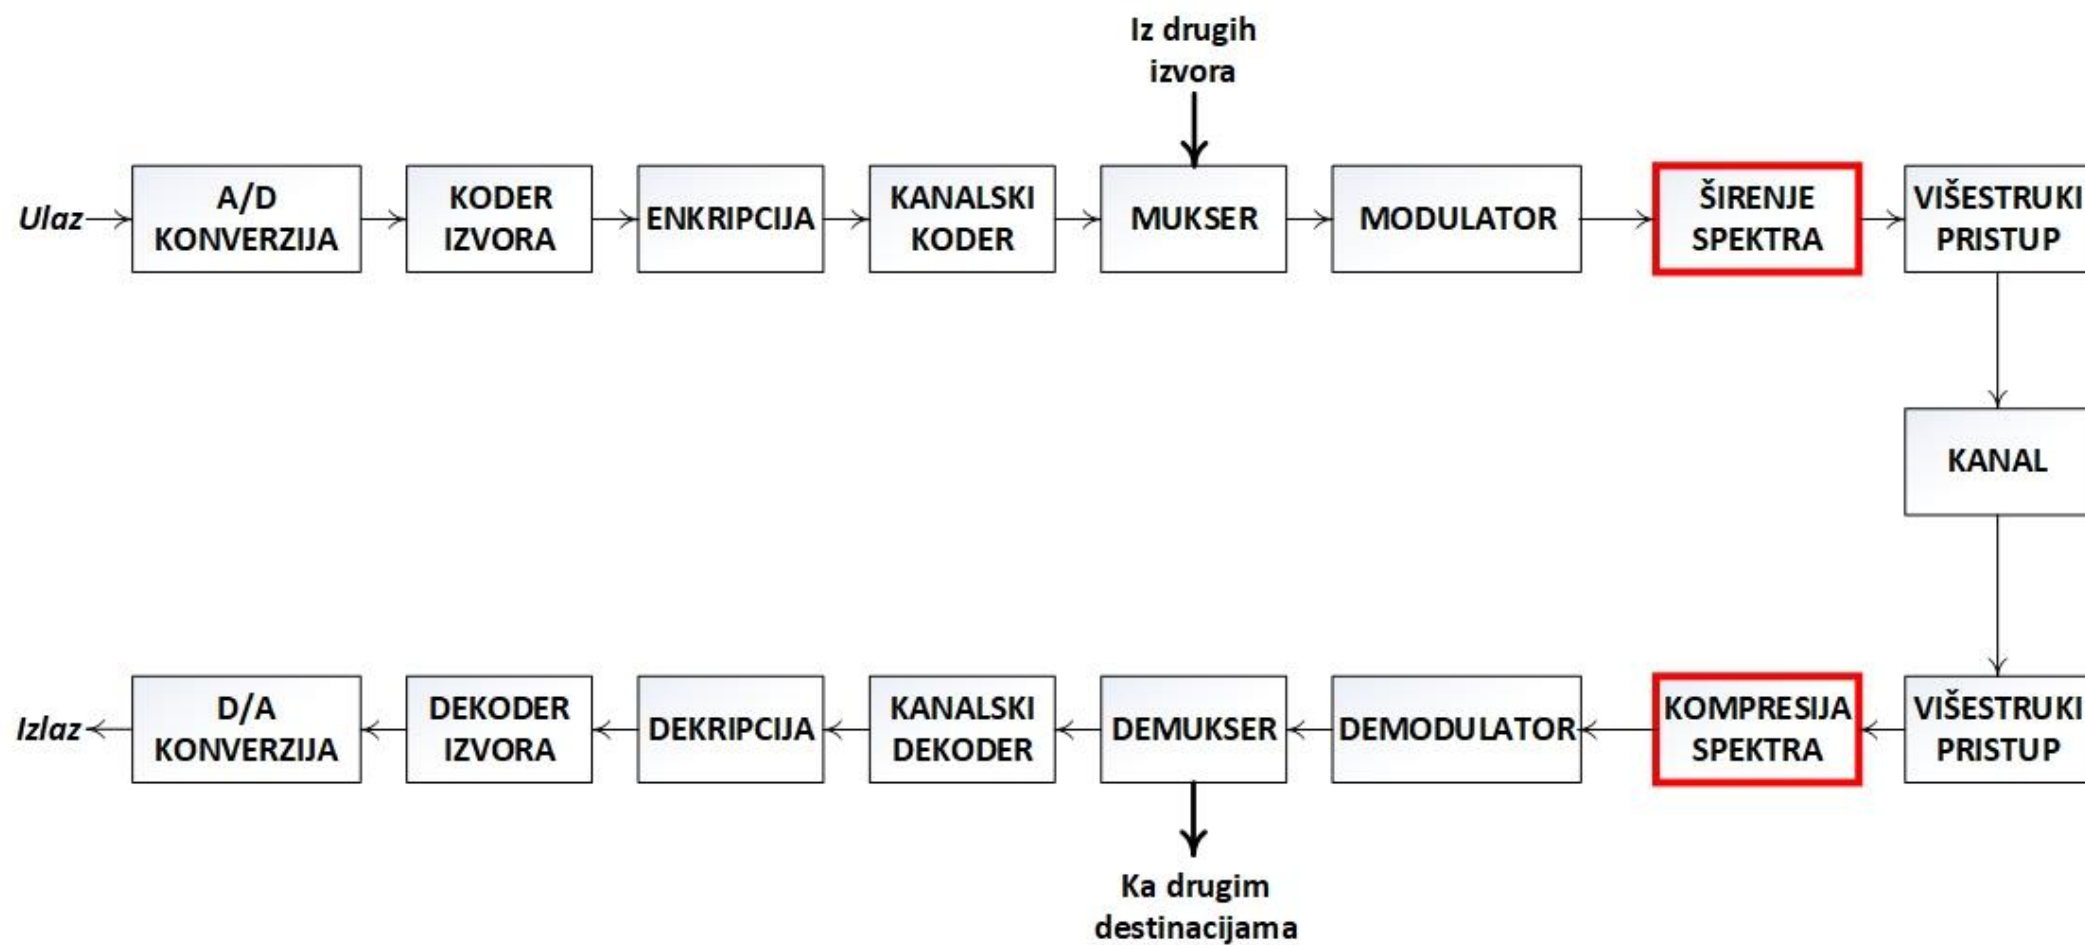 Iz drugih
izvora
Ulaz
A/D
KONVERZIJA
KODER
IZVORA
ENKRIPCIJA
KANALSKI
KODER
MUKSER
MODULATOR
ŠIRENJE
SPEKTRA
VIŠESTRUKI
PRISTUP
KANAL
Izlaz
D/A
KONVERZIJA
DEKODER
IZVORA
DEKRIPCIJA
KANALSKI
DEKODER
DEMUKSER
DEMODULATOR
KOMPRESIJA
SPEKTRA
VIŠESTRUKI
PRISTUP
Ka drugim
destinacijama